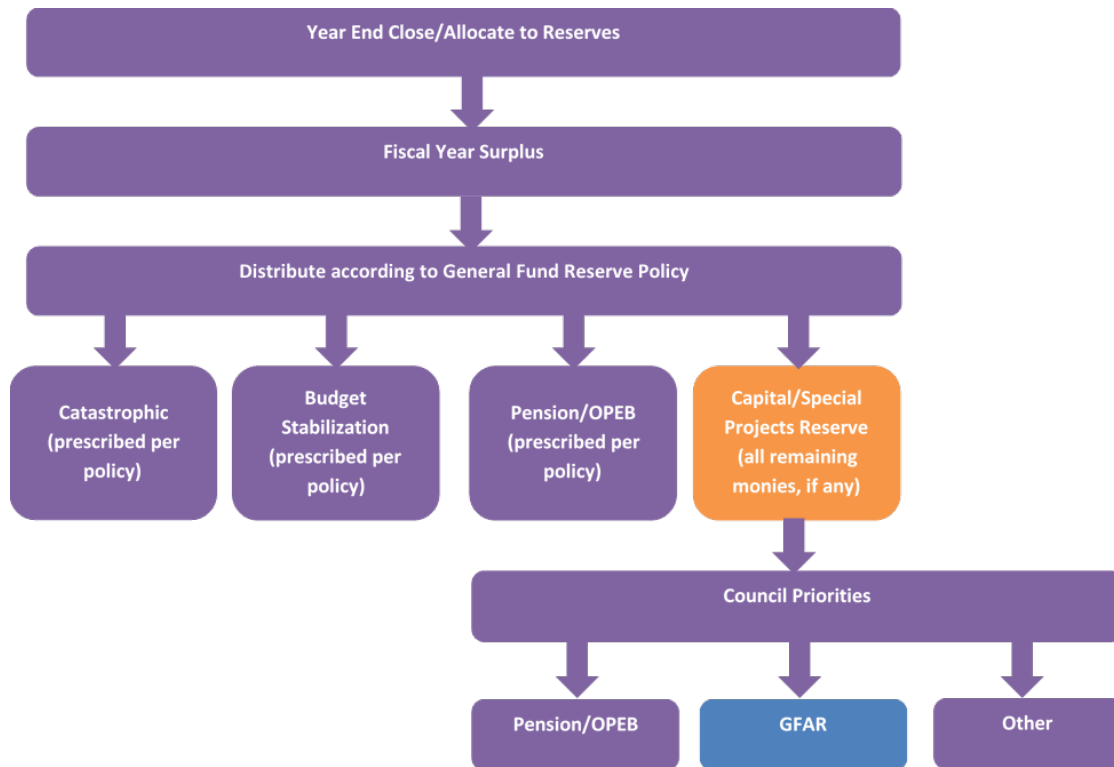 Year End Close/Allocate to Reserves
Fiscal Year Surplus
Distribute according to General Fund Reserve Policy
Catastrophic
(prescribed per
policy)
Budget
Stabilization
(prescribed per
policy)
Pension/OPEB
(prescribed per
policy)
Capital/Special
Projects Reserve
(all remaining
monies, if any)
Council Priorities
Pension/OPEB
GFAR
Other